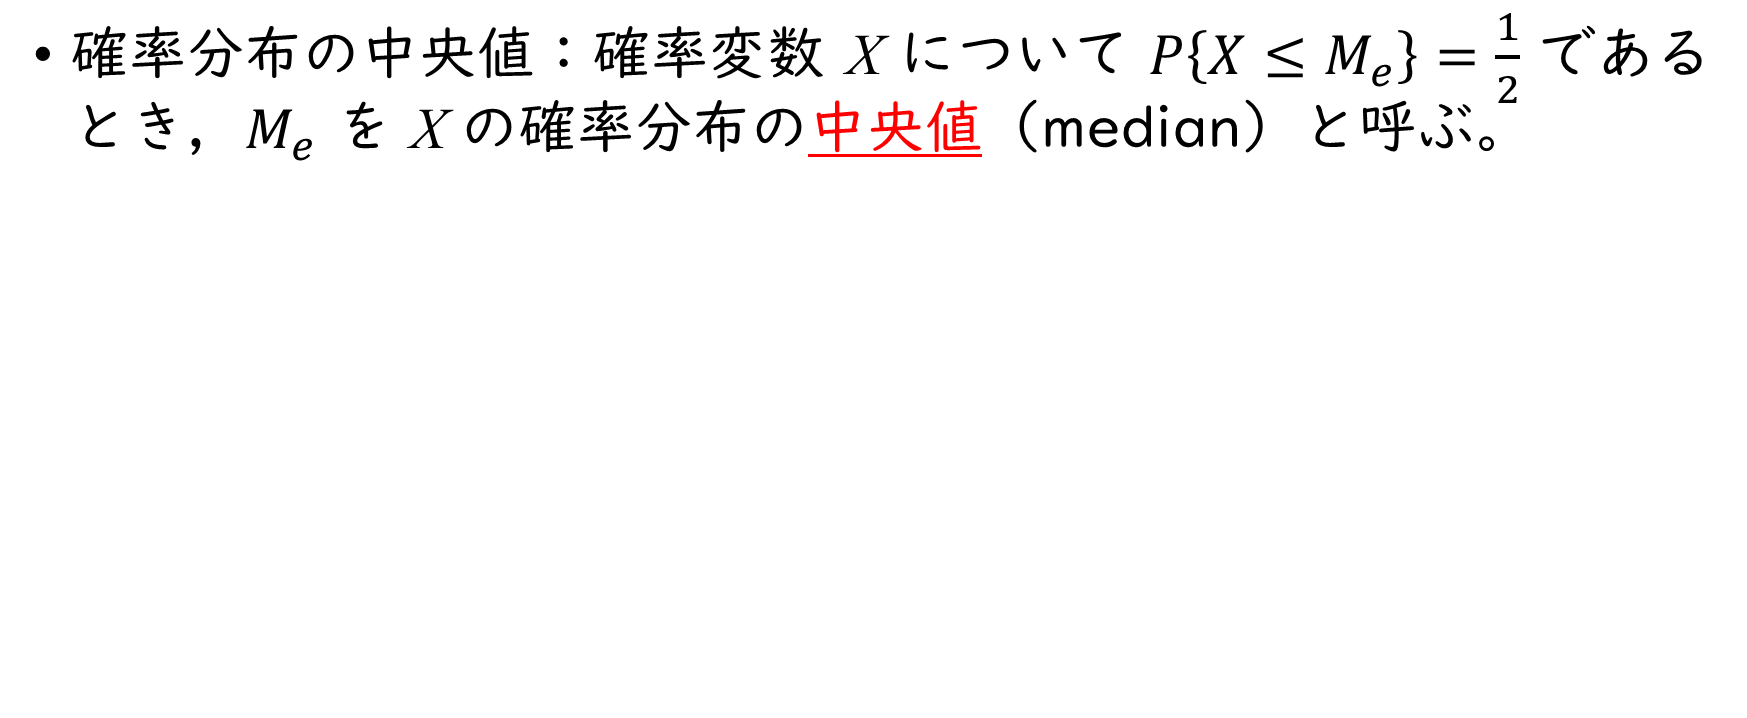 • 確率分布の中央値：確率変数 X について P{X ≤ Mₑ} = 1/2 である
とき，Mₑ を X の確率分布の中央値（median）と呼ぶ。